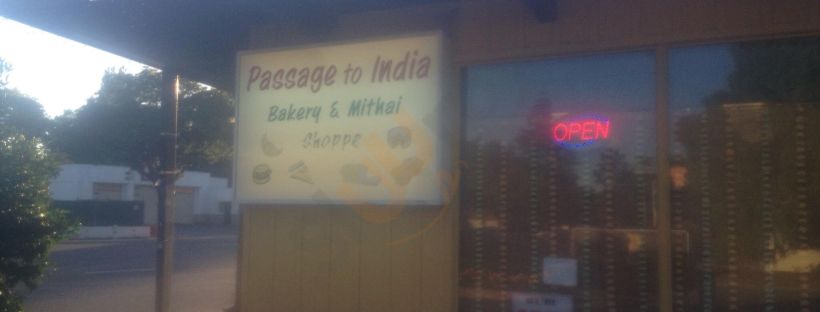 Passage to India
Bakery & Mithai
Shoppe
OPEN